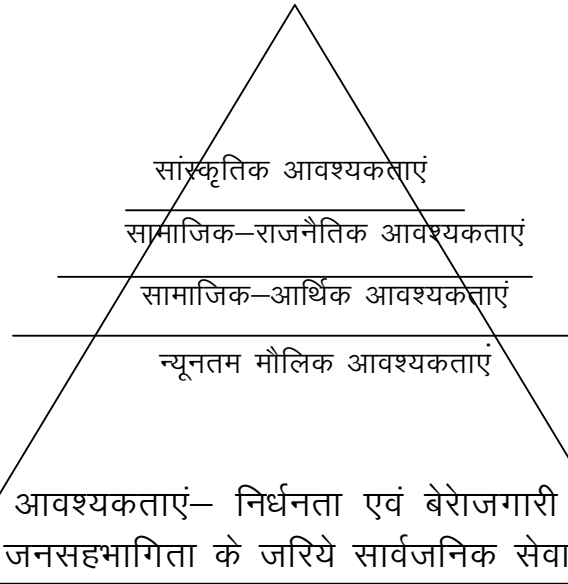 सांस्कृतिक आवश्यकताएं
सामाजिक–राजनैतिक आवश्यकताएं
सामाजिक–आर्थिक आवश्यकताएं
न्यूनतम मौलिक आवश्यकताएं
आवश्यकताएं– निर्धनता एवं बेरोजगारी
जनसहभागिता के जरिये सार्वजनिक सेवा